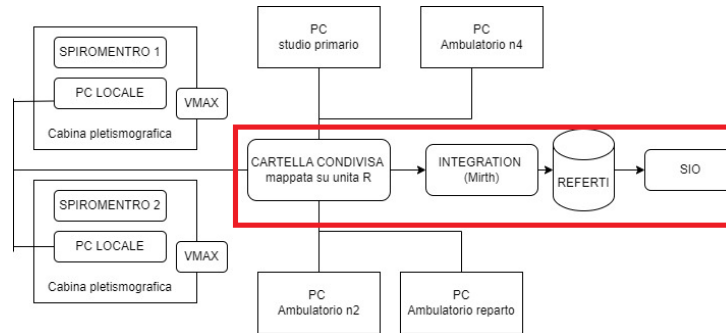 SPIROMENTRO 1
PC LOCALE
VMAX
Cabina pletismografica
PC
studio primario
PC
Ambulatorio n4
CARTELLA CONDIVISA
mappata su unita R
INTEGRATION
(Mirth)
REFERTI
SIO
SPIROMENTRO 2
PC LOCALE
VMAX
Cabina pletismografica
PC
Ambulatorio n2
PC
Ambulatorio reparto